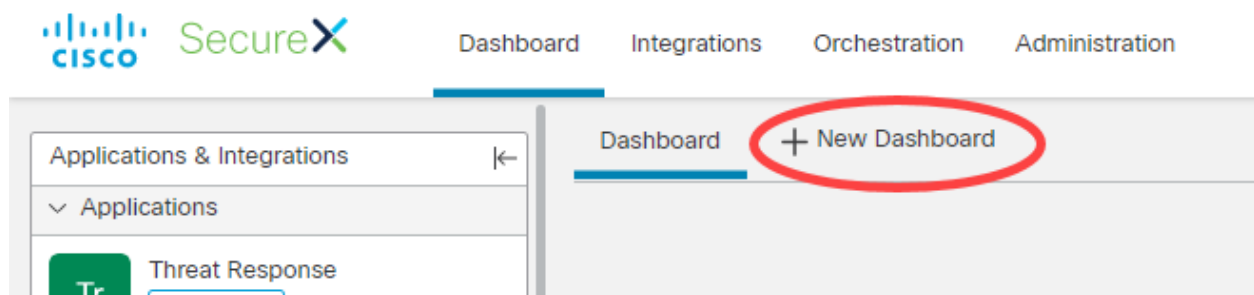 CISCO SecureX Dashboard Integrations Orchestration Administration
Applications & Integrations
Applications
Tr Threat Response
Dashboard + New Dashboard